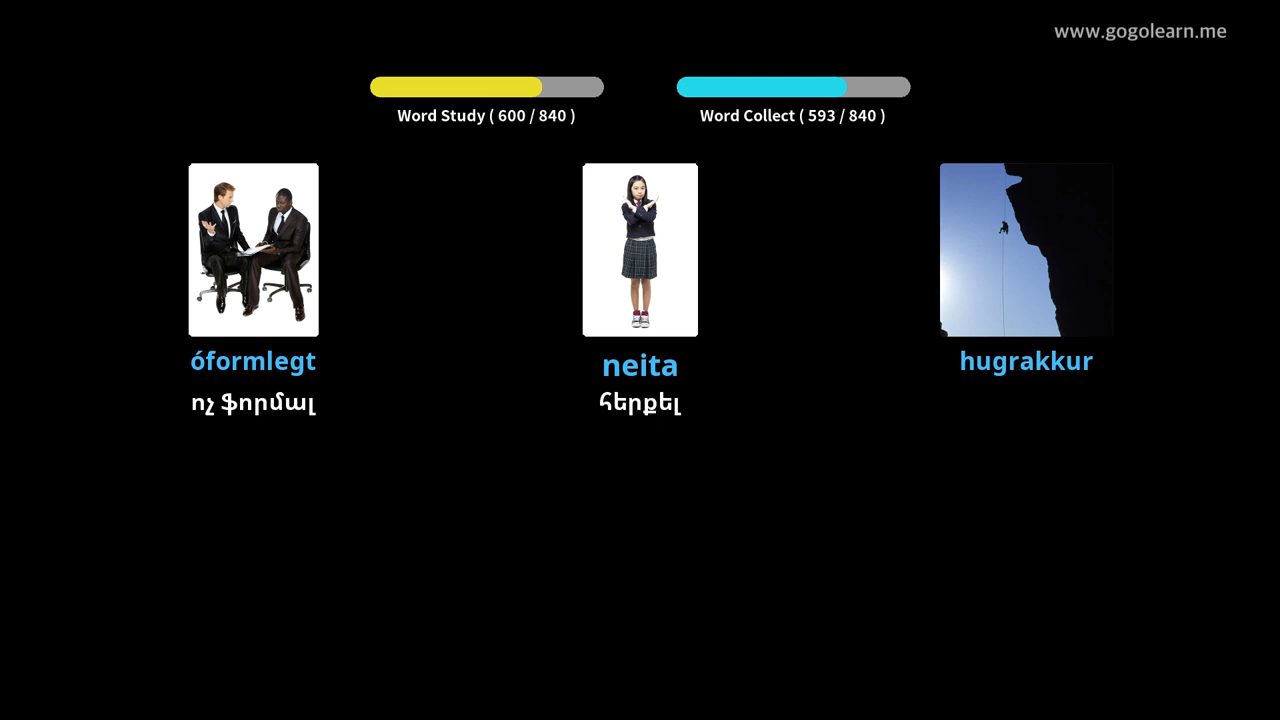 www.gogolearn.me
Word Study ( 600 / 840 )
Word Collect ( 593 / 840 )
óformlegt
neita
hugrakkur
ոչ ֆորմալ
հերքել